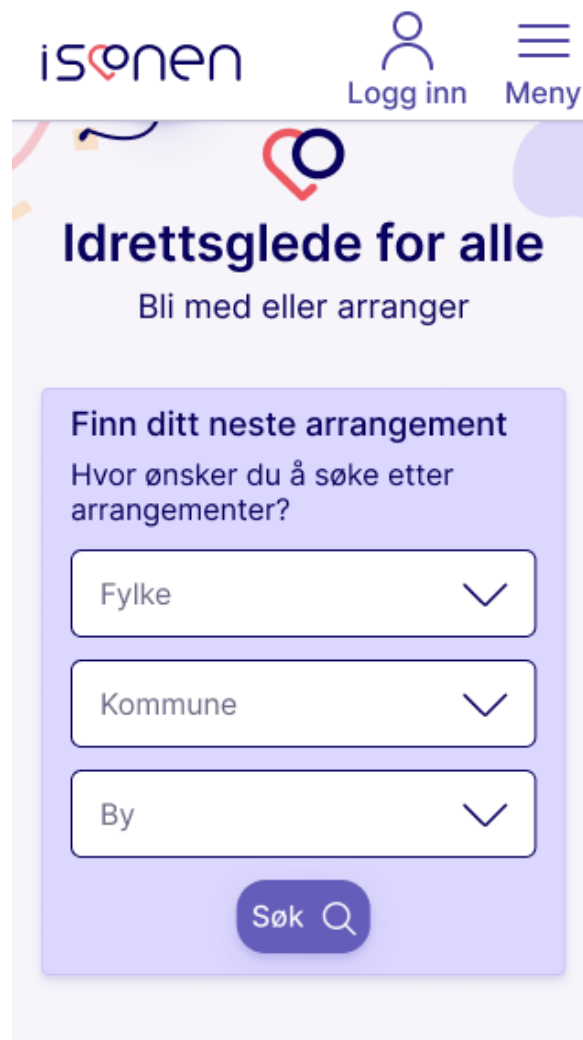 isonen
Logg inn
Meny
Idrettsglede for alle
Bli med eller arranger
Finn ditt neste arrangement
Hvor ønsker du å søke etter
arrangementer?
Fylke
Kommune
By
Søk